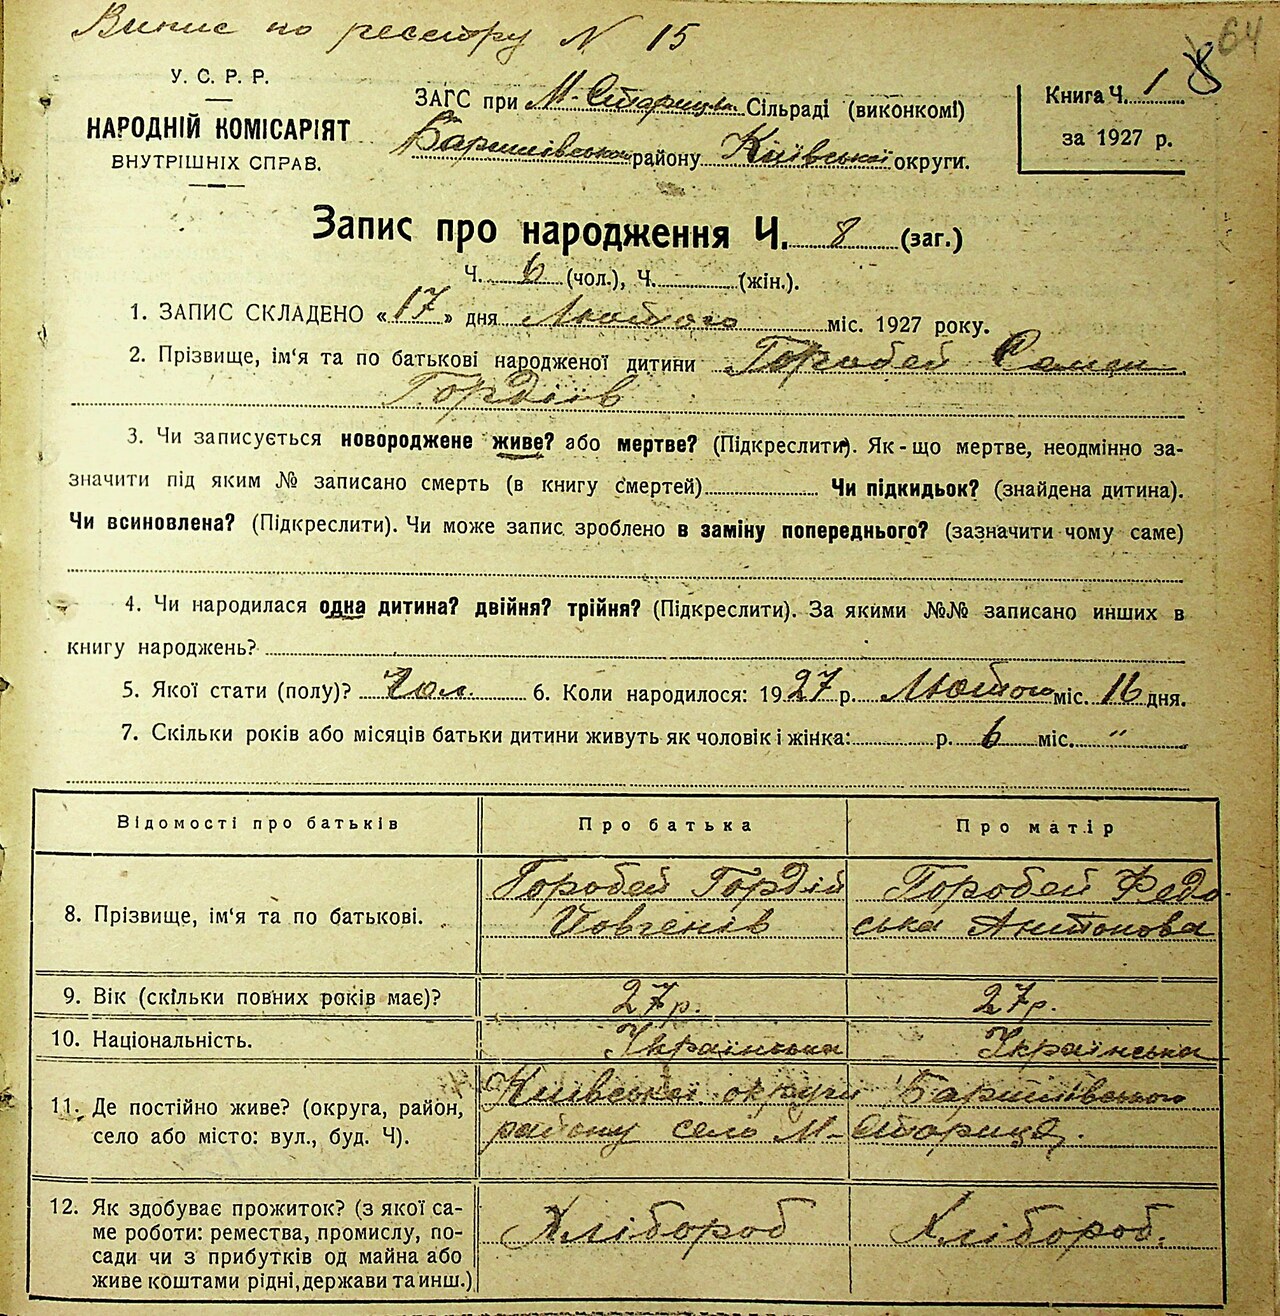 Випис по реєстру N 15
64
У. С. Р. Р.
НАРОДНІЙ КОМІСАРІЯТ
ВНУТРІШНІХ СПРАВ.
ЗАГС при М-Стариця Сільраді (виконкомі)
Баришівського району Київської округи.
Книга Ч. 1
за 1927 р.
Запис про народження Ч. 8 (заг.)
Ч. 6 (чол.), Ч. (жін.).
1. ЗАПИС СКЛАДЕНО «17» дня Лютого міс. 1927 року.
2. Прізвище, ім'я та по батькові народженої дитини Горобей Семен
Гордіїв
3. Чи записується новороджене живе? або мертве? (Підкреслити). Як-що мертве, неодмінно за-
значити під яким № записано смерть (в книгу смертей) Чи підкидьок? (знайдена дитина).
Чи всиновлена? (Підкреслити). Чи може запис зроблено в заміну попереднього? (зазначити чому саме)
4. Чи народилася одна дитина? двійня? трійня? (Підкреслити). За якими №№ записано инших в
книгу народжень?
5. Якої стати (полу)? Чол. 6. Коли народилося: 1927 р. Лютого міс. 16 дня.
7. Скільки років або місяців батьки дитини живуть як чоловік і жінка: р. 6 міс. "
Відомості про батьків Про батька Про матір
8. Прізвище, ім'я та по батькові. Горобей Гордій Йовгенів Горобей Федоська Антонова
9. Вік (скільки повних років має)? 27 р. 27 р.
10. Національність. Українська Українська
11. Де постійно живе? (округа, район,
село або місто: вул., буд. Ч).
Київської округи Баришівського
району село М-Стариця.
12. Як здобуває прожиток? (з якої са-
ме роботи: ремества, промислу, по-
сади чи з прибутків од майна або
живе коштами рідні, держави та инш.)
Хлібороб Хлібороб.